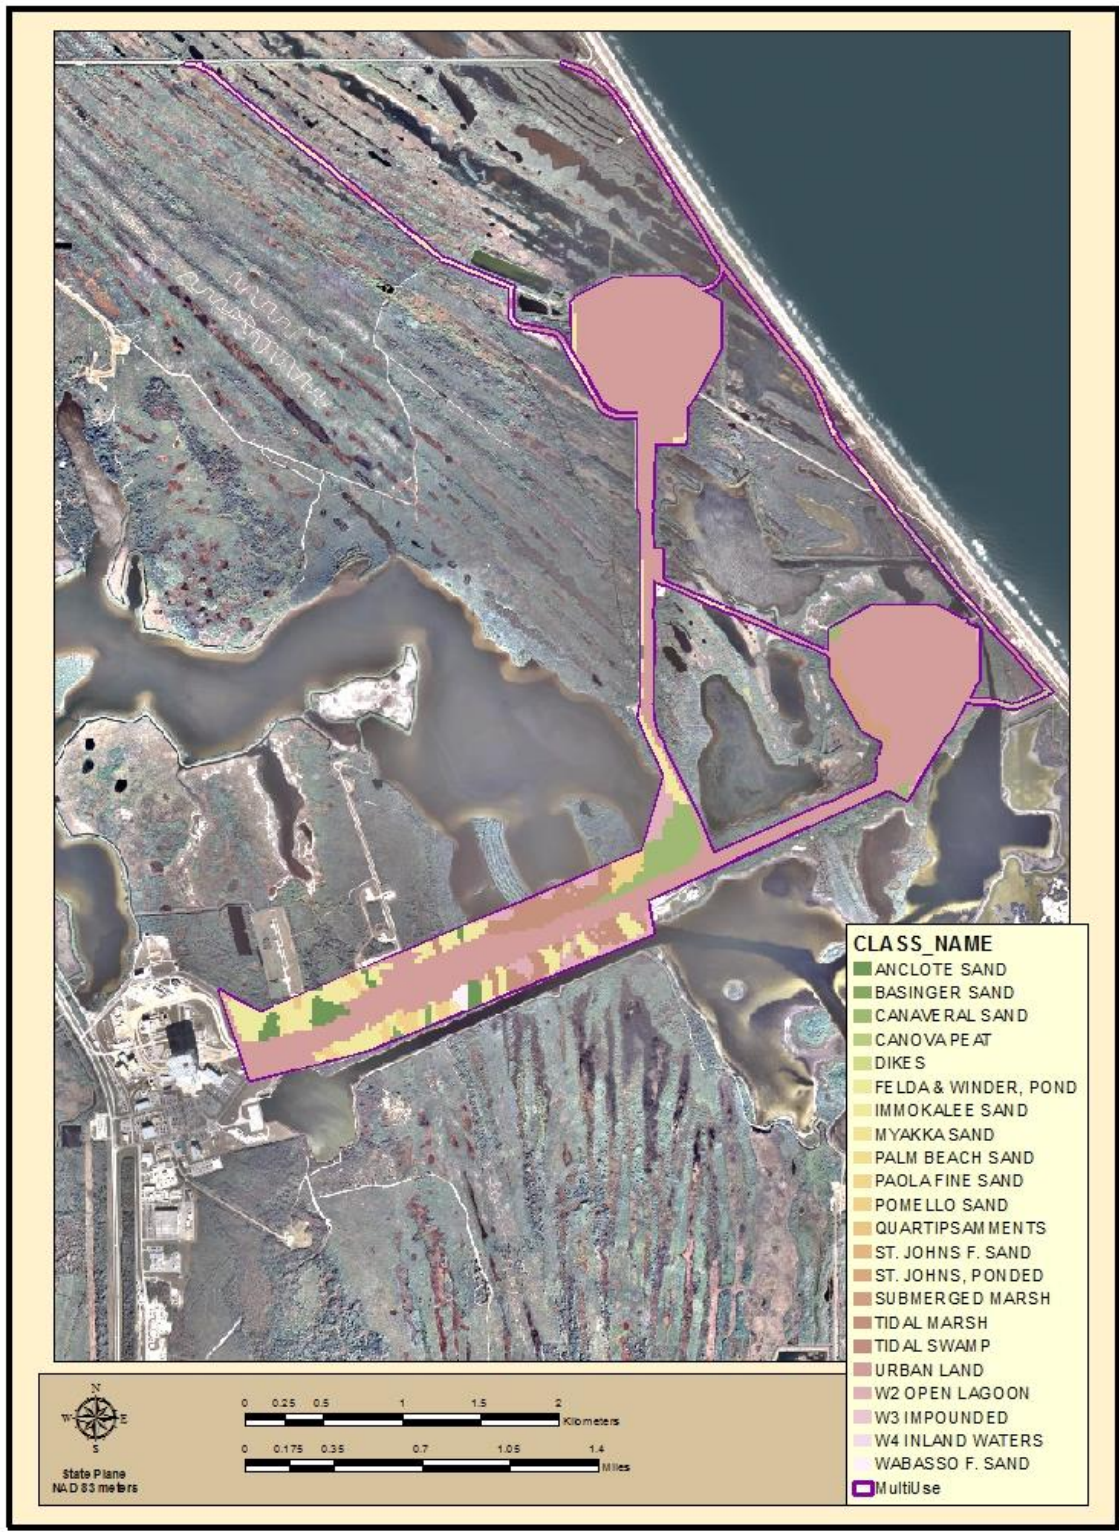 CLASS_NAME
ANCLOTE SAND
BASINGER SAND
CANAVERAL SAND
CANOVA PEAT
DIKES
FELDA & WINDER, POND
IMMOKALEE SAND
MYAKKA SAND
PALM BEACH SAND
PAOLA FINE SAND
POMELLO SAND
QUARTIPSAMMENTS
ST. JOHNS F. SAND
ST. JOHNS, PONDED
SUBMERGED MARSH
TIDAL MARSH
TIDAL SWAMP
URBAN LAND
W2 OPEN LAGOON
W3 IMPOUNDED
W4 INLAND WATERS
WABASSO F. SAND
MultiUse
N
W E
S
State Plane
NAD 83 meters
0 0.25 0.5 1 1.5 2
Kilometers
0 0.175 0.35 0.7 1.05 1.4
Miles